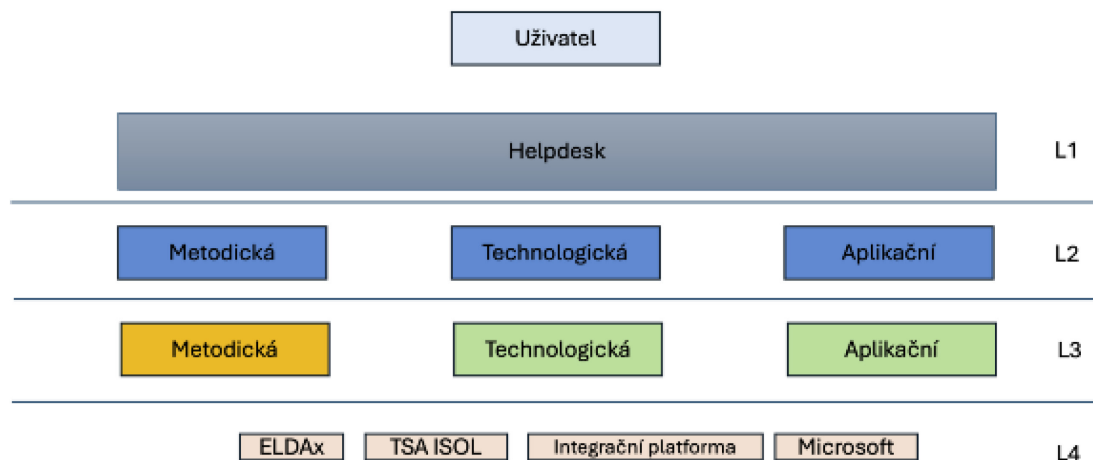 Uživatel
Helpdesk L1
Metodická Technologická Aplikační L2
Metodická Technologická Aplikační L3
ELDAx TSA ISOL Integrační platforma Microsoft L4